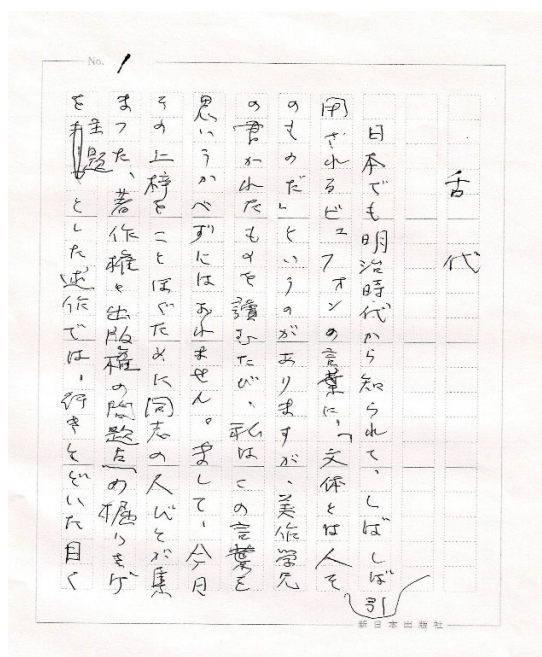 No. 1
舌代
日本でも明治時代から知られて、しばしば引
用されるビュフォンの言葉に、「文体とは人そ
のものだ」というのがありますが、美作学兄
の書かれたものを讀むたび、私はこの言葉を
思いうかべずにはおれません。まして、今日
その上梓をことほぐために同志の人びとが集
まった、著作権と出版権の問題点の掘りさげ
を主題とした述作では、行きとどいた目く
新日本出版社